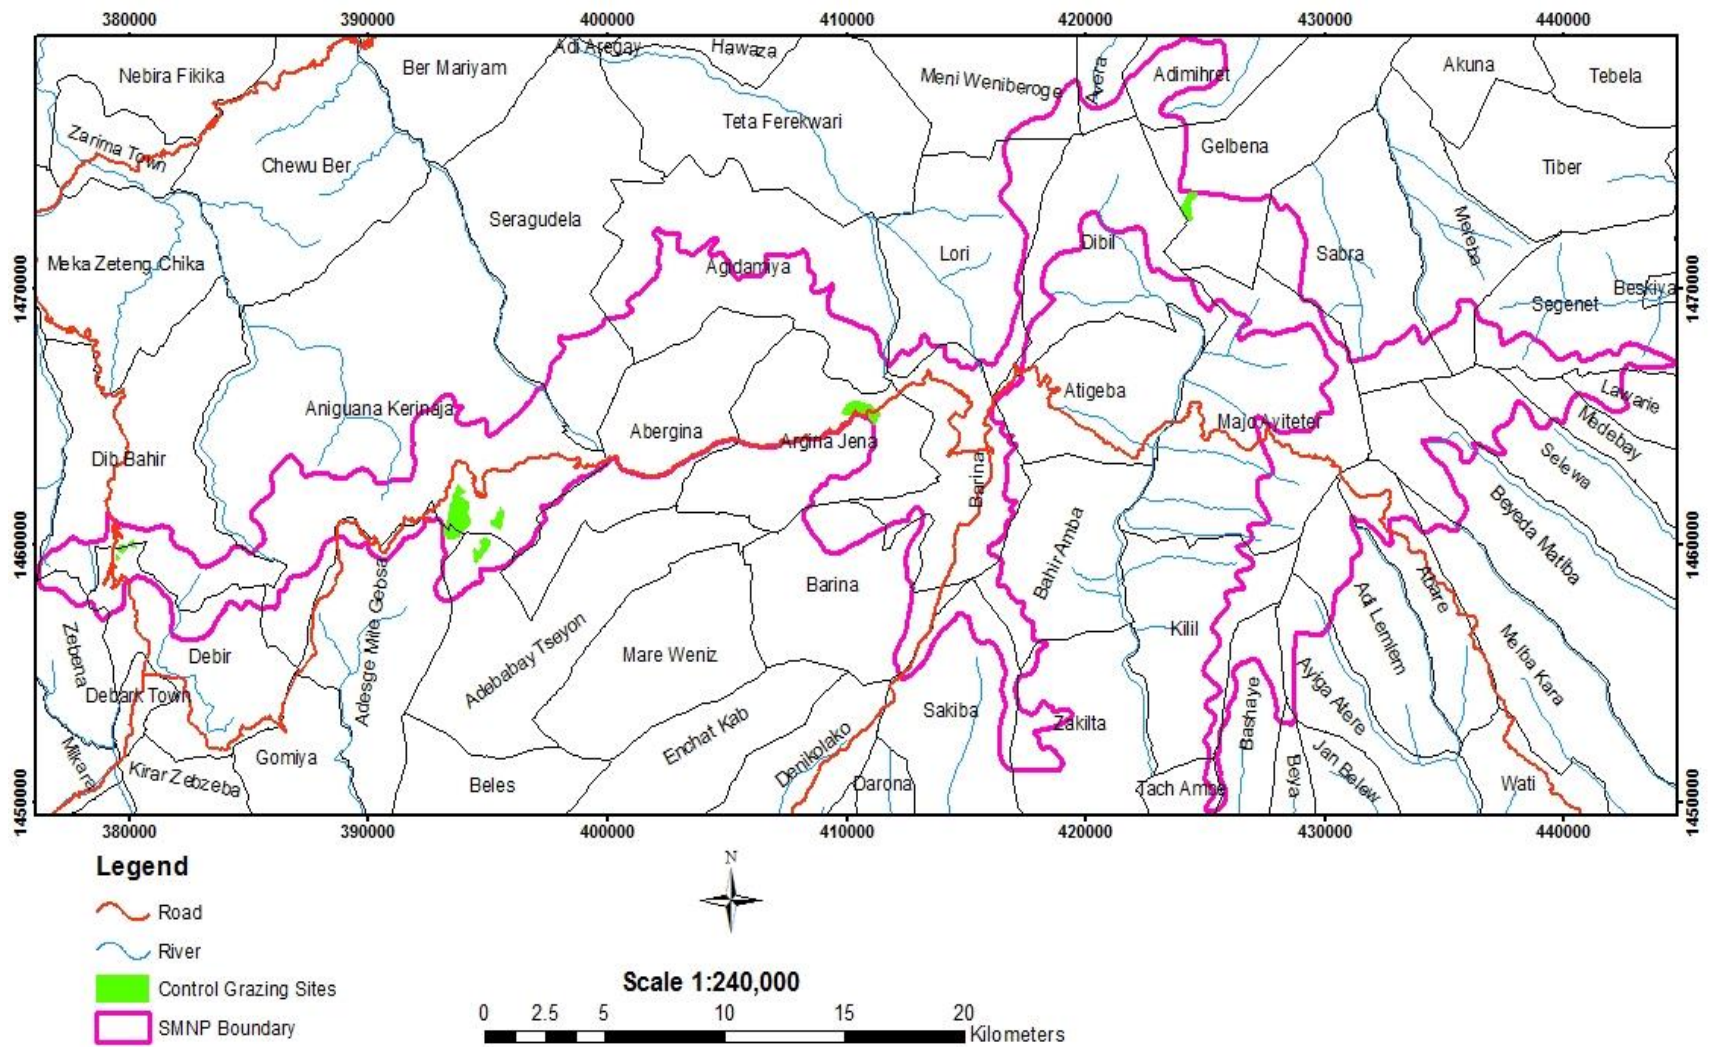 380000 390000 400000 410000 420000 430000 440000
Adi Aregay Hawaza
Nebira Fikika Ber Mariyam Meni Weniberoge Avera Adimihret Akuna Tebela
Zarima Town Chewu Ber Teta Ferekwari Gelbena Tiber
Seragudela Lori Dibil Sabra Mereba
Meka Zeteng Chika Agidamiya Segenet Beskiya
1470000 1470000
Aniguana Kerinaja Atigeba Lawarie
Dib Bahir Abergina Argina Jena Majo Ayiteter Medebay
Barina Selewa
Beyeda Matiba
1460000 1460000
Barina Bahir Amba Abare
Zebena Debir Adesge Mile Gebsa Adebabay Tseyon Mare Weniz Kilil Adi Lemlem Melba Kara
Debark Town Enchat Kab Sakiba Zakilta Bashaye Ayiga Atere
Mikara Kirar Zebzeba Gomiya Beles Denikolako Darona Tach Ambe Beya Jan Belew Wati
1450000 1450000
380000 390000 400000 410000 420000 430000 440000
Legend
Road
River
Control Grazing Sites
SMNP Boundary
N
Scale 1:240,000
0 2.5 5 10 15 20
Kilometers